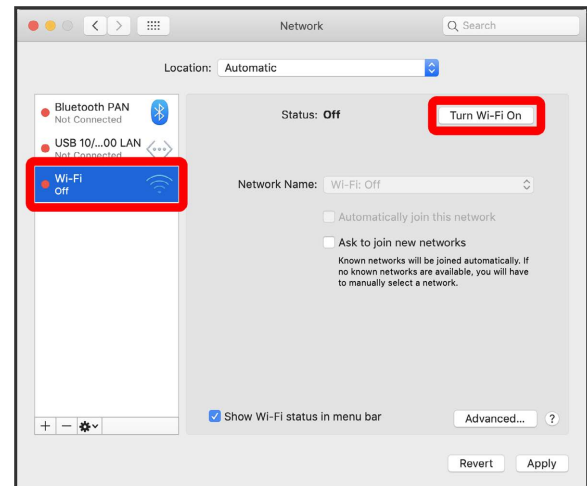 Network
Search
Location: Automatic
Bluetooth PAN
Not Connected
USB 10/...00 LAN
Not Connected
Wi-Fi
Off
Status: Off
Turn Wi-Fi On
Network Name: Wi-Fi: Off
Automatically join this network
Ask to join new networks
Known networks will be joined automatically. If
no known networks are available, you will have
to manually select a network.
Show Wi-Fi status in menu bar
Advanced... ?
Revert Apply